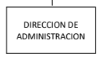 DIRECCION DE
ADMINISTRACION